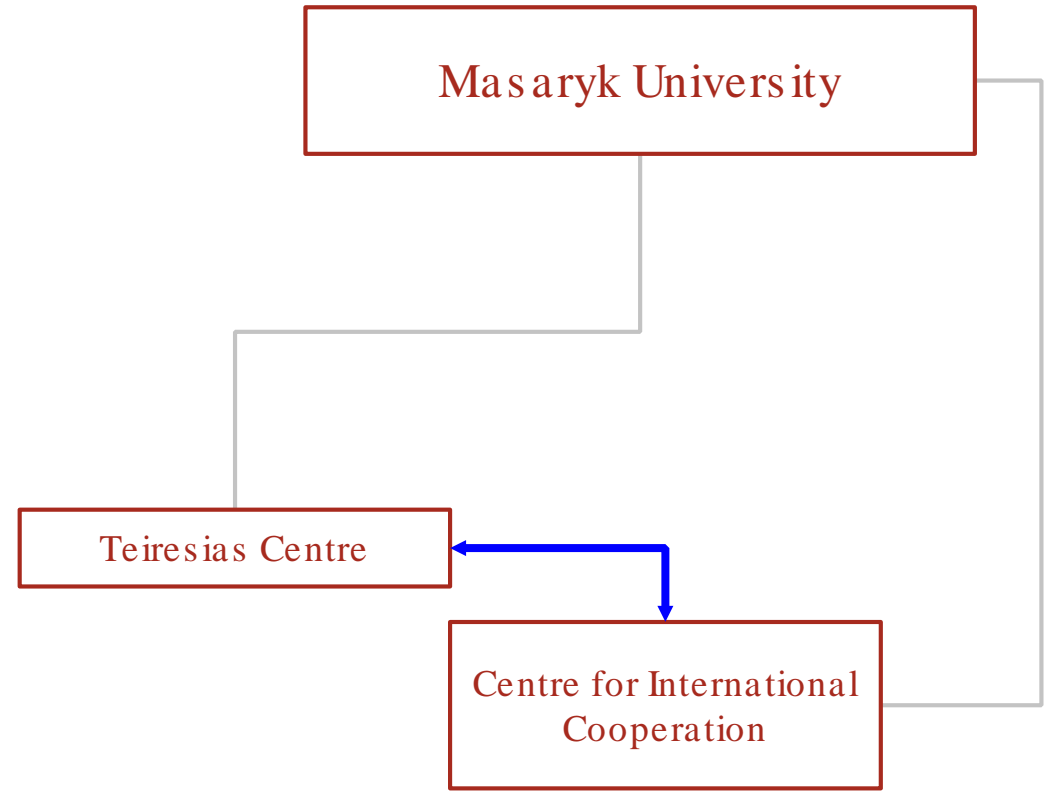 Masaryk University
Teiresias Centre
Centre for International
Cooperation